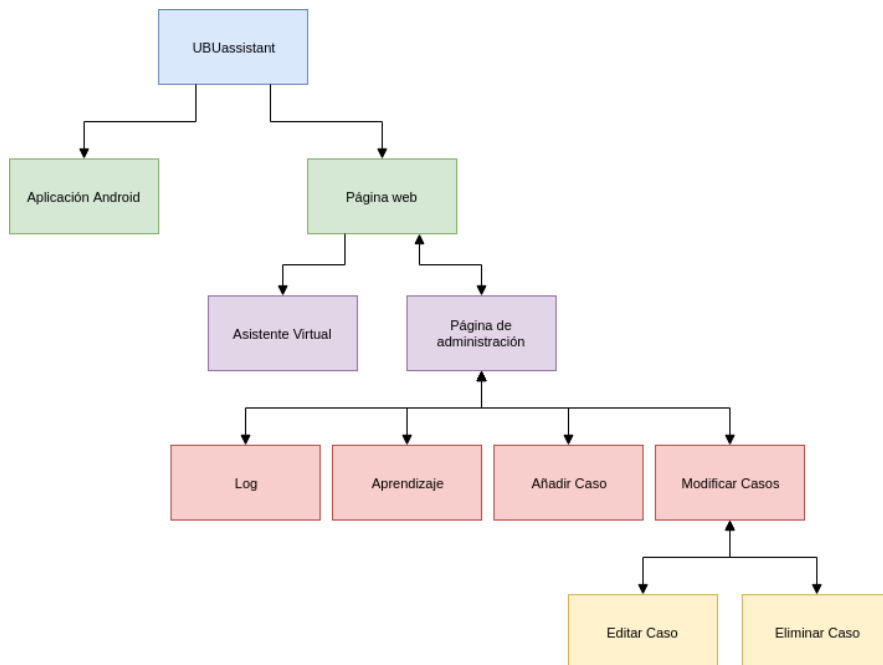 UBUassistant
Aplicación Android
Página web
Asistente Virtual
Página de
administración
Log
Aprendizaje
Añadir Caso
Modificar Casos
Editar Caso
Eliminar Caso